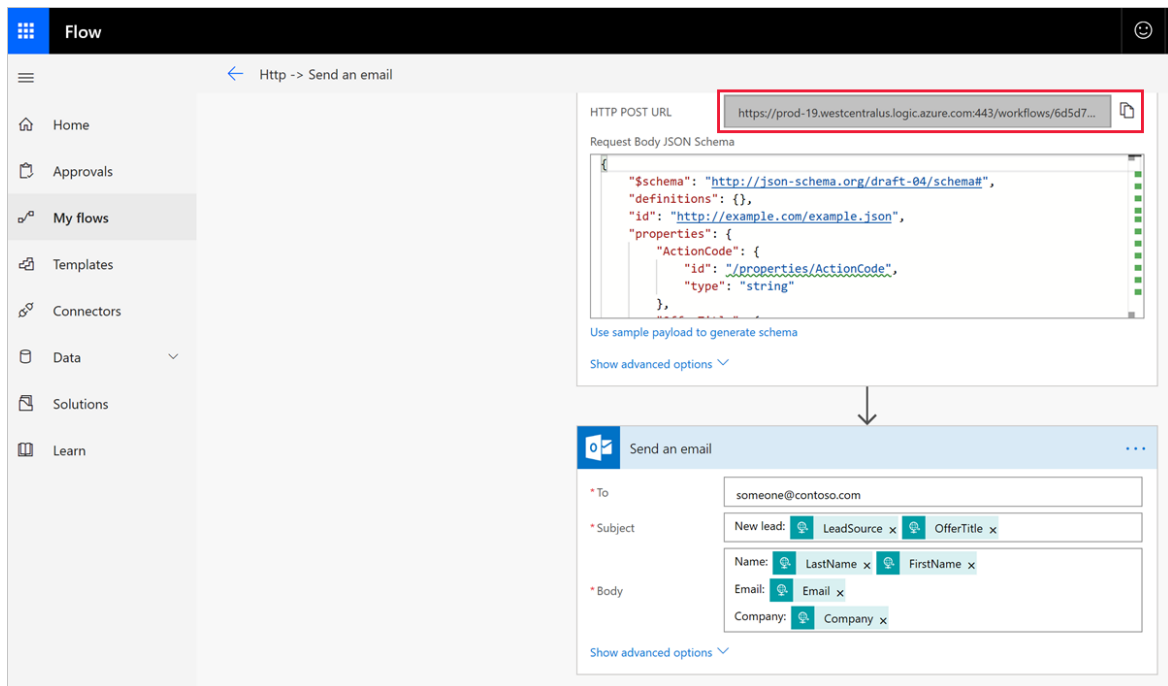 Flow
Http -> Send an email
Home
Approvals
My flows
Templates
Connectors
Data
Solutions
Learn
HTTP POST URL
https://prod-19.westcentralus.logic.azure.com:443/workflows/6d5d7...
Request Body JSON Schema
{
"$schema": "http://json-schema.org/draft-04/schema#",
"definitions": {},
"id": "http://example.com/example.json",
"properties": {
"ActionCode": {
"id": "/properties/ActionCode",
"type": "string"
},
Use sample payload to generate schema
Show advanced options
Send an email
* To
someone@contoso.com
* Subject
New lead: LeadSource × OfferTitle ×
* Body
Name: LastName × FirstName ×
Email: Email ×
Company: Company ×
Show advanced options